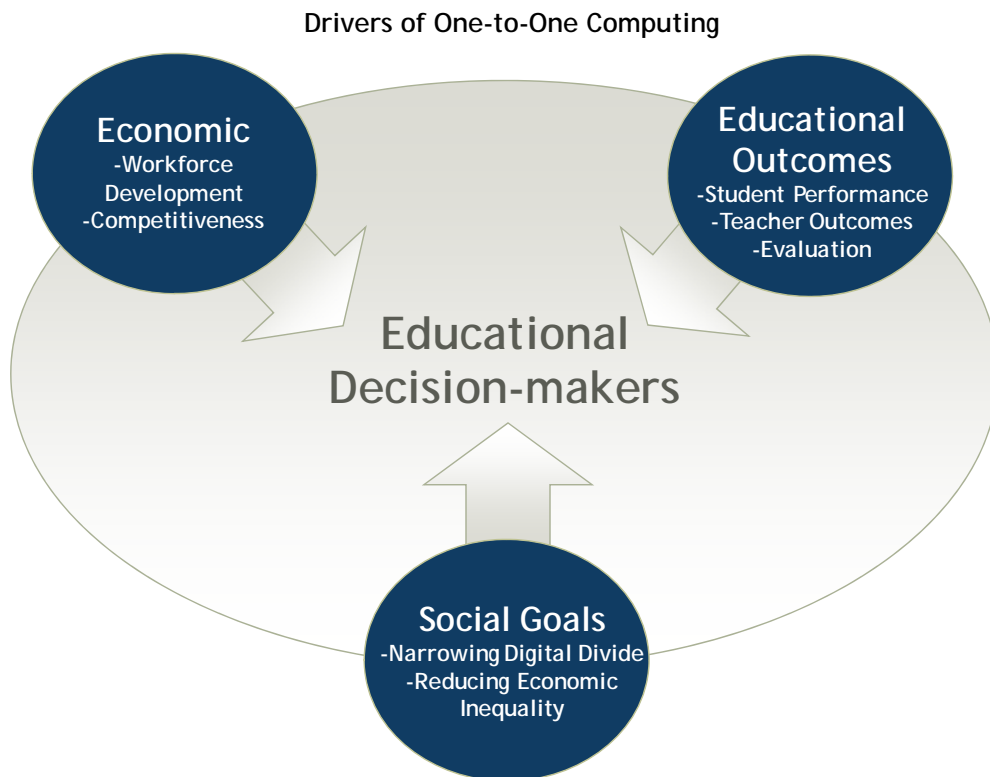 Drivers of One-to-One Computing
Economic
-Workforce
Development
-Competitiveness
Educational
Outcomes
-Student Performance
-Teacher Outcomes
-Evaluation
Educational
Decision-makers
Social Goals
-Narrowing Digital Divide
-Reducing Economic
Inequality